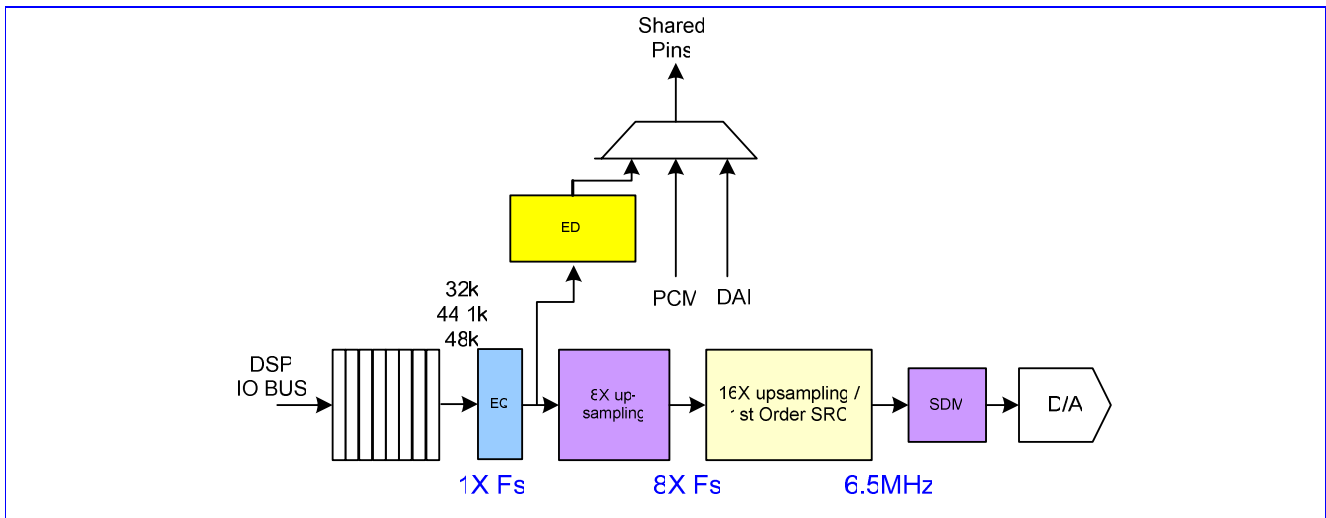 Shared
Pins
ED
PCM
DAI
32k
44.1k
48k
DSP
IO BUS
EQ
8X up-
sampling
16X upsampling /
1st Order SRC
SDM
D/A
1X Fs
8X Fs
6.5MHz